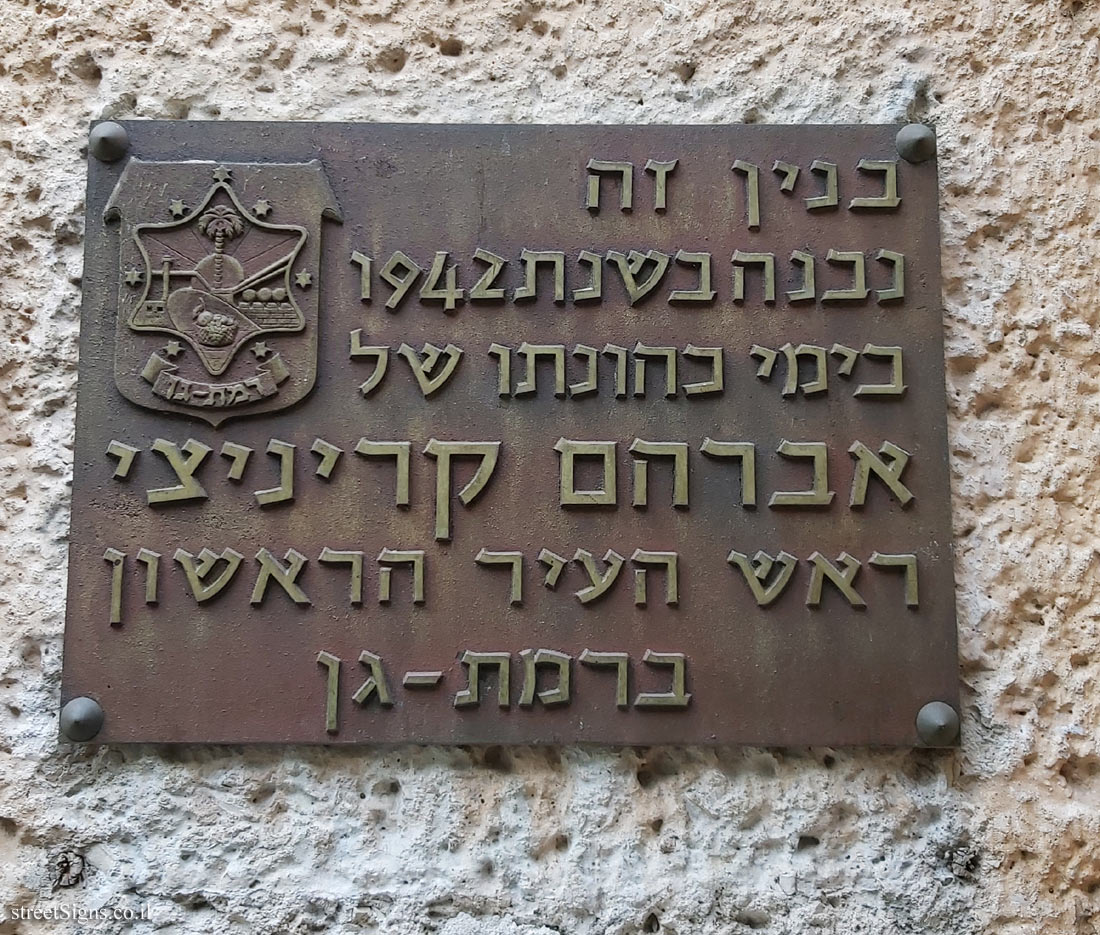 בנין זה
נבנה בשנת 1942
בימי כהונתו של
אברהם קריניצי
ראש העיר הראשון
ברמת-גן
רמת-גן
streetSigns.co.il